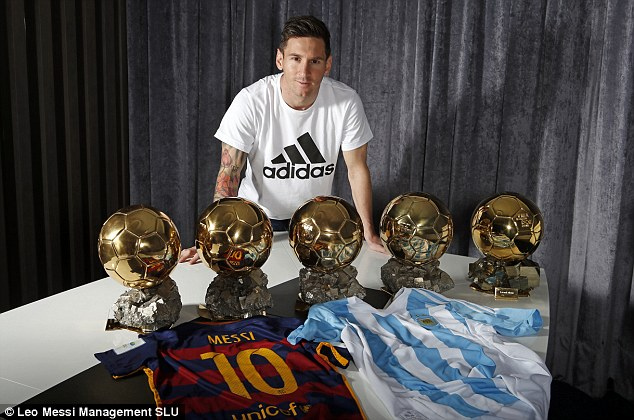 adidas
MESSI
10
unicef
© Leo Messi Management SLU